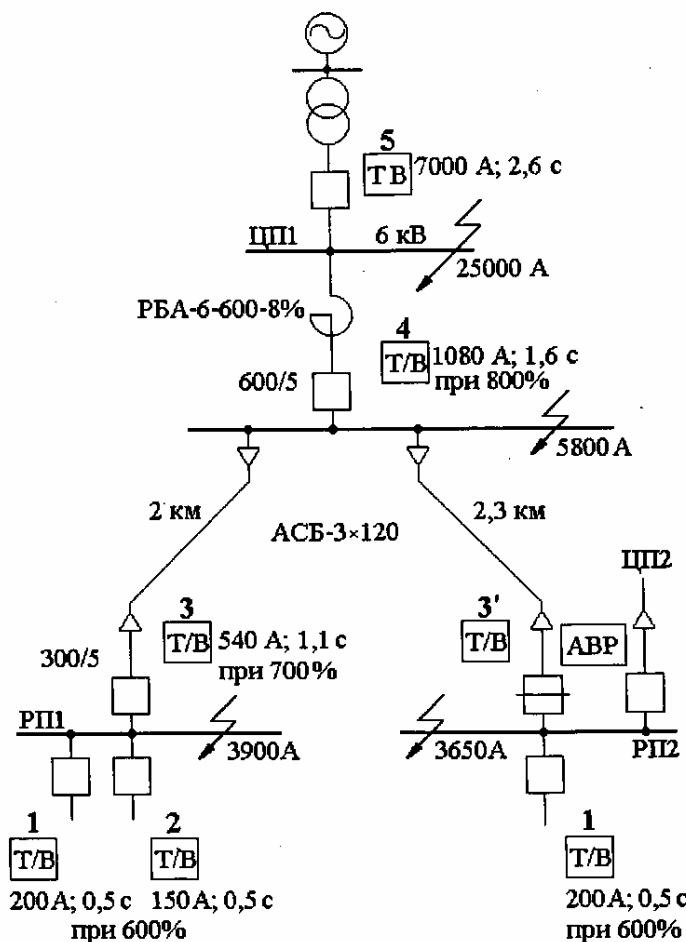 5
Т В
7000 А; 2,6 с
ЦП1
6 кВ
25000 А
РБА-6-600-8%
4
Т/В
1080 А; 1,6 с
при 800%
600/5
5800 А
2 км
2,3 км
АСБ-3×120
ЦП2
3
Т/В
540 А; 1,1 с
при 700%
3'
Т/В
АВР
300/5
РП1
3900А
3650А
РП2
1
Т/В
200 А; 0,5 с
2
Т/В
150 А; 0,5 с
при 600%
1
Т/В
200 А; 0,5 с
при 600%